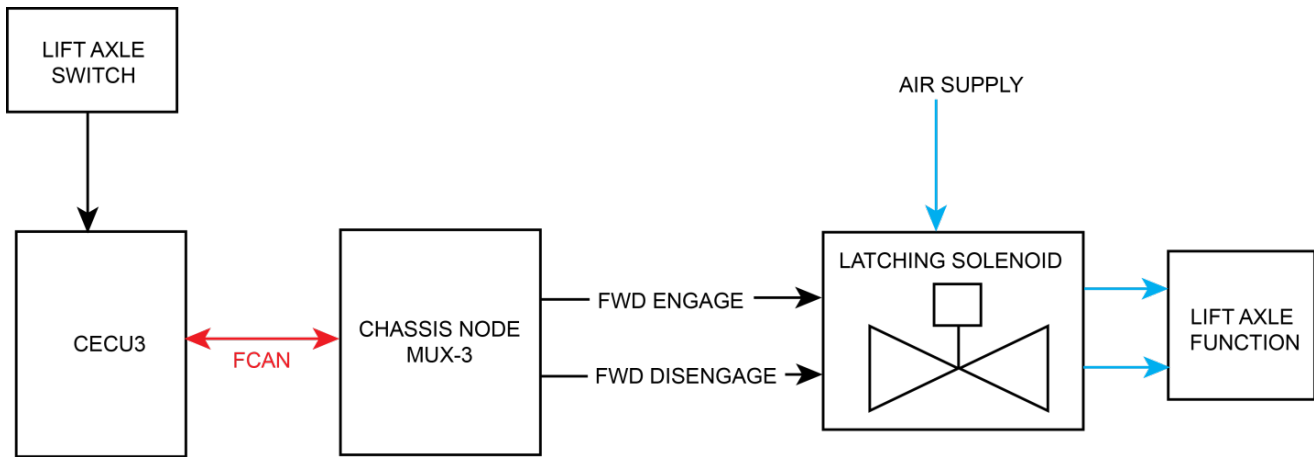 LIFT AXLE
SWITCH
AIR SUPPLY
CECU3
FCAN
CHASSIS NODE
MUX-3
FWD ENGAGE
FWD DISENGAGE
LATCHING SOLENOID
LIFT AXLE
FUNCTION